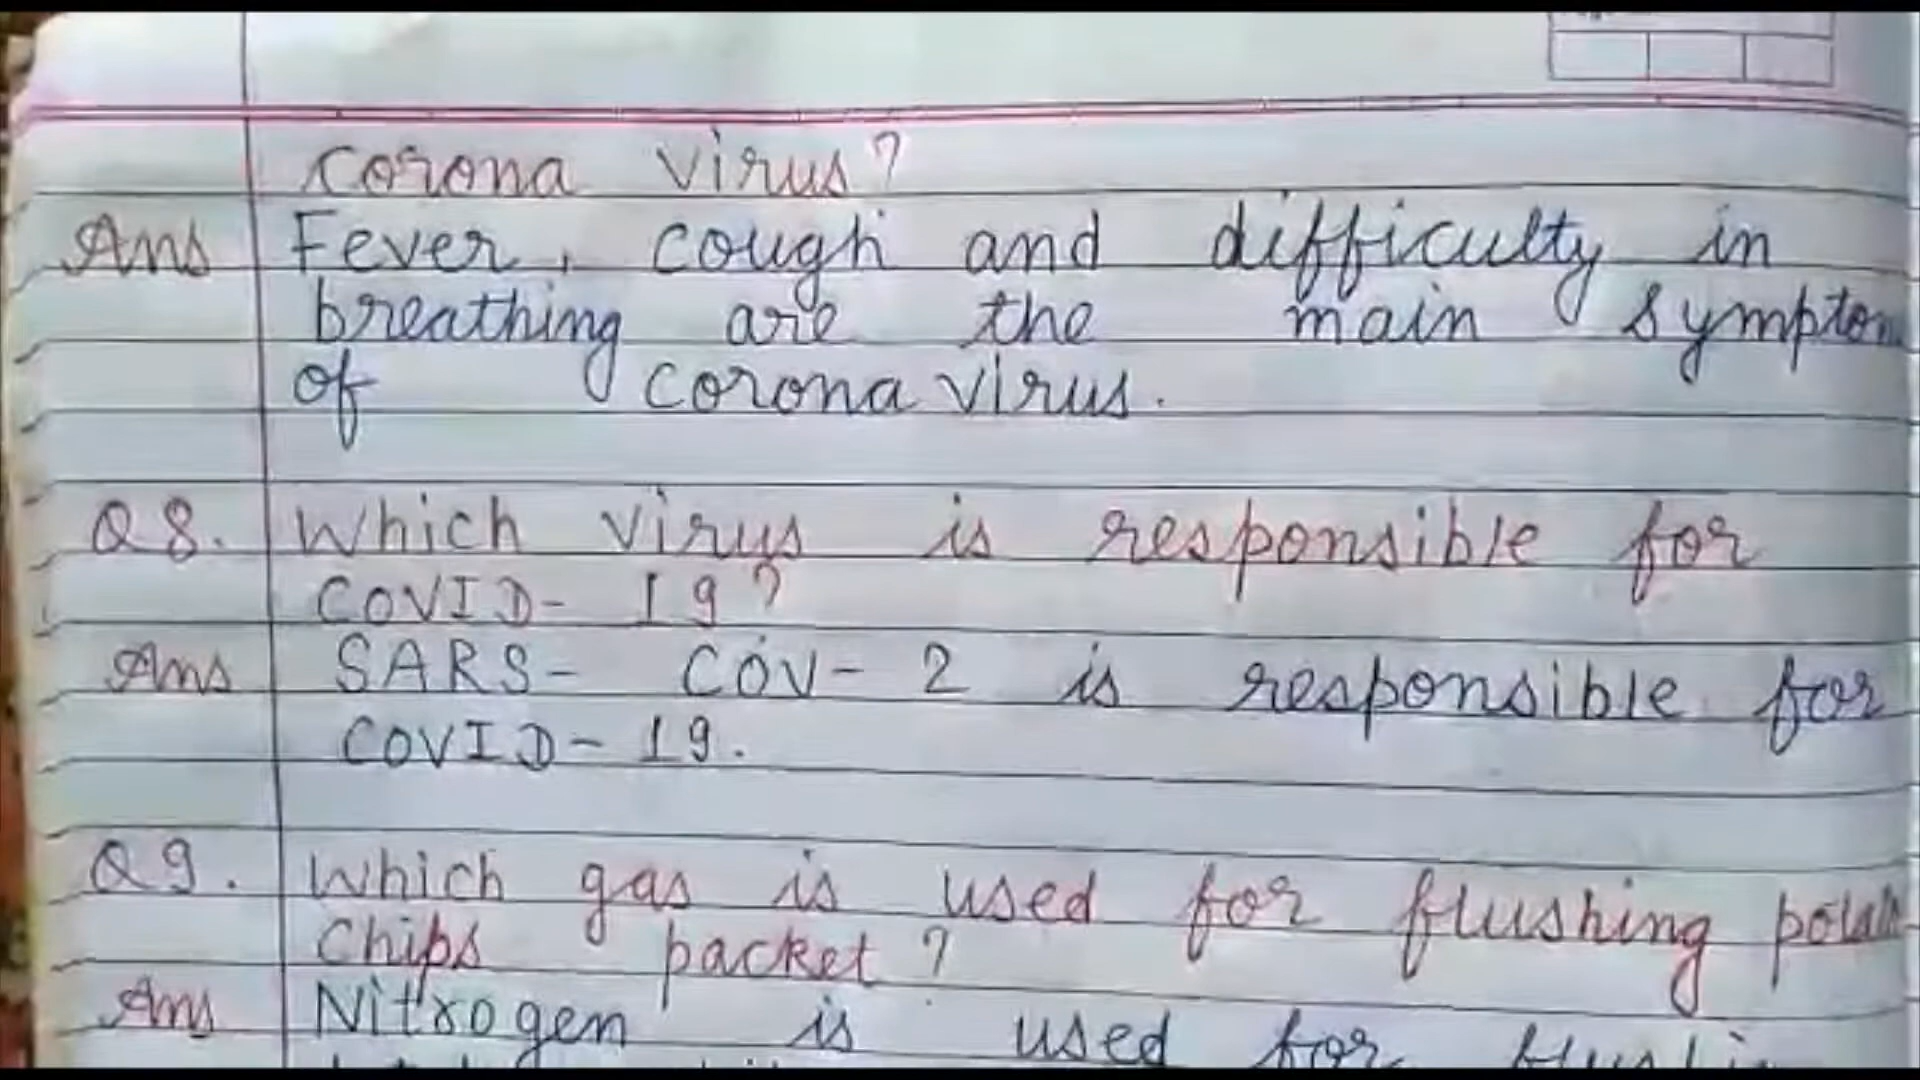 corona virus?
Ans Fever, cough and difficulty in
breathing are the main symptom
of corona virus.
Q8. Which virus is responsible for
COVID- 19?
Ans SARS- COV- 2 is responsible for
COVID- 19.
Q9. Which gas is used for flushing
Chips packet?
Ans Nitrogen is used for